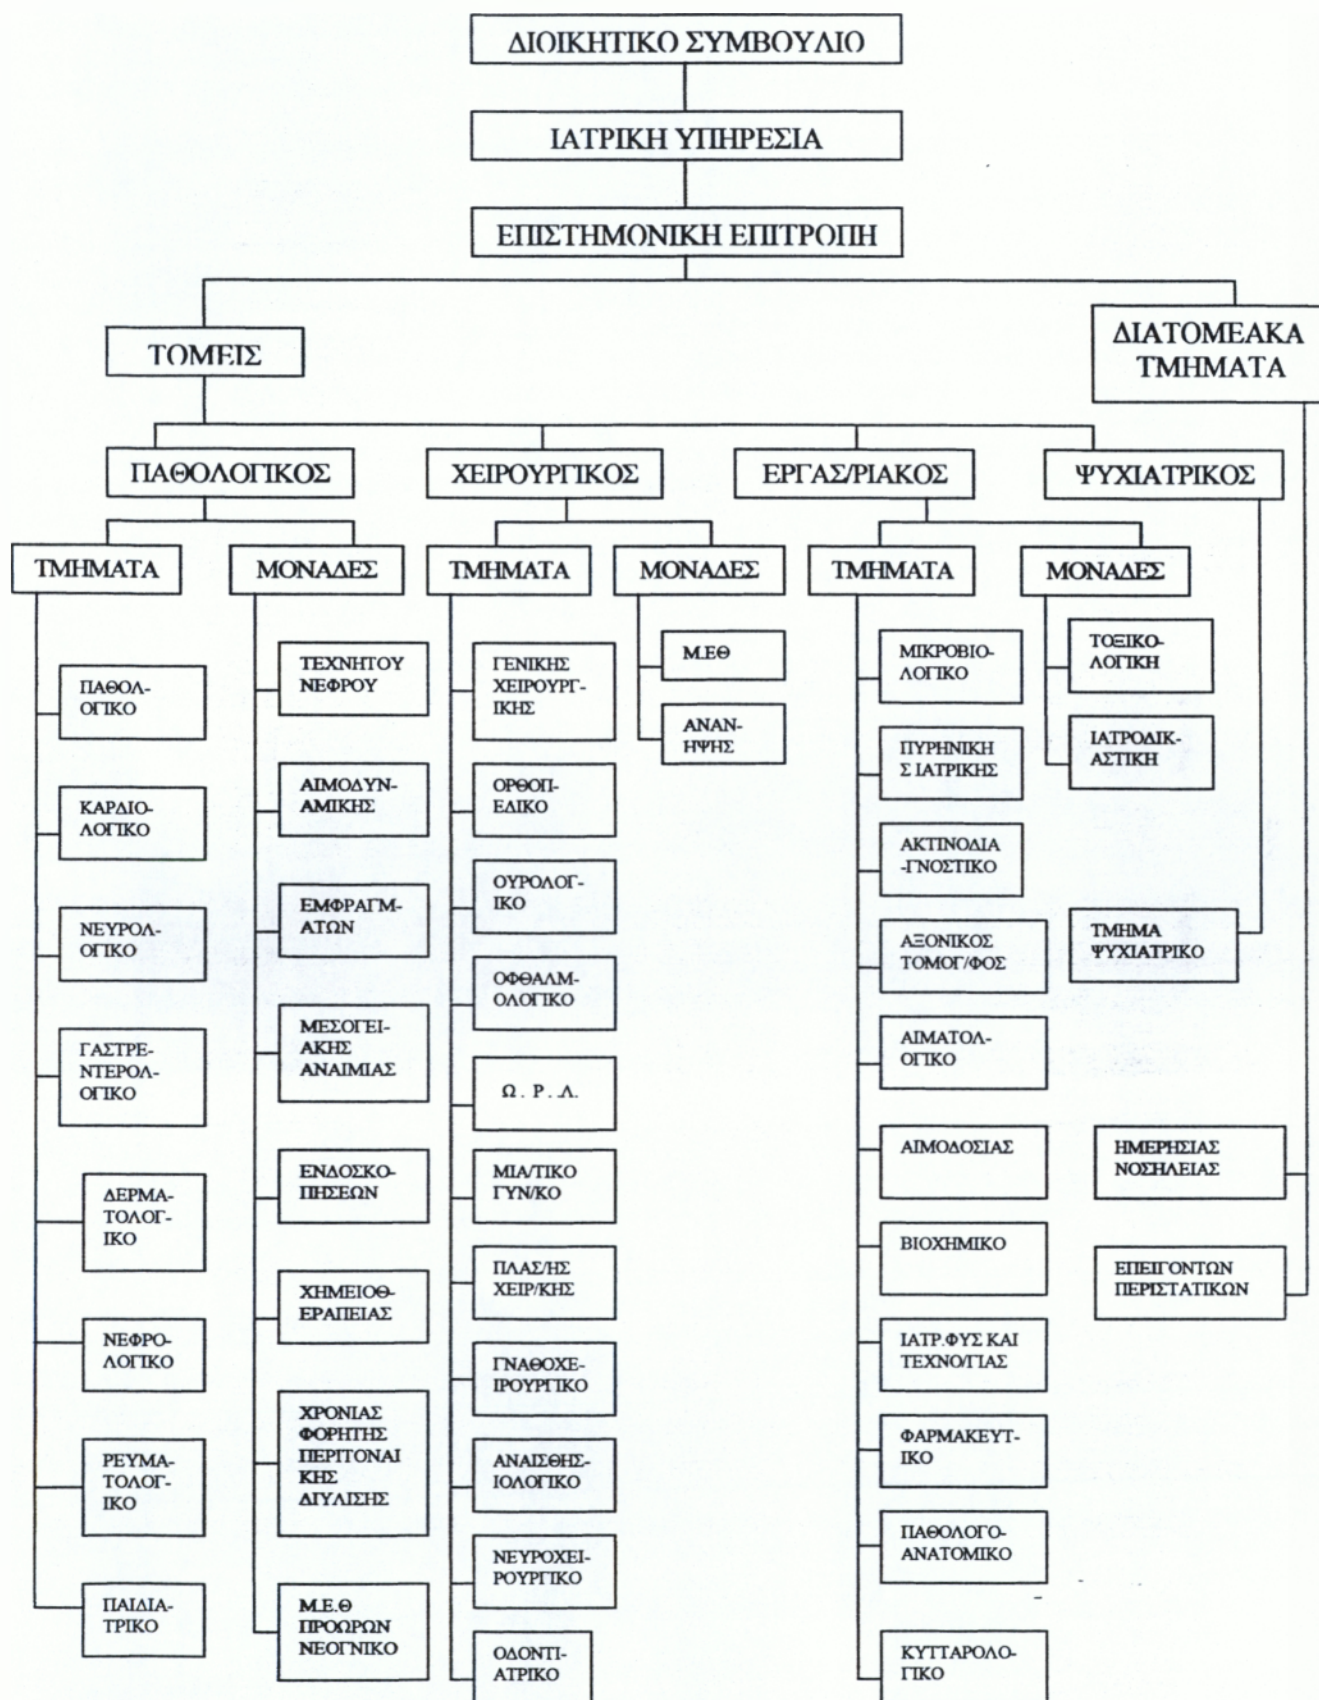 ΔΙΟΙΚΗΤΙΚΟ ΣΥΜΒΟΥΛΙΟ
ΙΑΤΡΙΚΗ ΥΠΗΡΕΣΙΑ
ΕΠΙΣΤΗΜΟΝΙΚΗ ΕΠΙΤΡΟΠΗ
ΤΟΜΕΙΣ
ΔΙΑΤΟΜΕΑΚΑ
ΤΜΗΜΑΤΑ
ΠΑΘΟΛΟΓΙΚΟΣ
ΧΕΙΡΟΥΡΓΙΚΟΣ
ΕΡΓΑΣ/ΡΙΑΚΟΣ
ΨΥΧΙΑΤΡΙΚΟΣ
ΤΜΗΜΑΤΑ
ΜΟΝΑΔΕΣ
ΤΜΗΜΑΤΑ
ΜΟΝΑΔΕΣ
ΤΜΗΜΑΤΑ
ΜΟΝΑΔΕΣ
ΠΑΘΟΛ-
ΟΓΙΚΟ
ΚΑΡΔΙΟ-
ΛΟΓΙΚΟ
ΝΕΥΡΟΛ-
ΟΓΙΚΟ
ΓΑΣΤΡΕ-
ΝΤΕΡΟΛ-
ΟΓΙΚΟ
ΔΕΡΜΑ-
ΤΟΛΟΓ-
ΙΚΟ
ΝΕΦΡΟ-
ΛΟΓΙΚΟ
ΡΕΥΜΑ-
ΤΟΛΟΓ-
ΙΚΟ
ΠΑΙΔΙΑ-
ΤΡΙΚΟ
ΤΕΧΝΗΤΟΥ
ΝΕΦΡΟΥ
ΑΙΜΟΔΥΝ-
ΑΜΙΚΗΣ
ΕΜΦΡΑΓΜ-
ΑΤΩΝ
ΜΕΣΟΓΕΙ-
ΑΚΗΣ
ΑΝΑΙΜΙΑΣ
ΕΝΔΟΣΚΟ-
ΠΗΣΕΩΝ
ΧΗΜΕΙΟΘ-
ΕΡΑΠΕΙΑΣ
ΧΡΟΝΙΑΣ
ΦΟΡΗΤΗΣ
ΠΕΡΙΤΟΝΑΙ
ΚΗΣ
ΔΙΥΛΙΣΗΣ
Μ.Ε.Θ
ΠΡΟΩΡΩΝ
ΝΕΟΓΝΙΚΟ
ΓΕΝΙΚΗΣ
ΧΕΙΡΟΥΡΓ-
ΙΚΗΣ
ΟΡΘΟΠ-
ΕΔΙΚΟ
ΟΥΡΟΛΟΓ-
ΙΚΟ
ΟΦΘΑΛΜ-
ΟΛΟΓΙΚΟ
Ω . Ρ . .Λ.
ΜΙΑ/ΤΙΚΟ
ΓΥΝ/ΚΟ
ΠΛΑΣ/ΗΣ
ΧΕΙΡ/ΚΗΣ
ΓΝΑΘΟΧΕ-
ΙΡΟΥΡΓΙΚΟ
ΑΝΑΙΣΘΗΣ-
ΙΟΛΟΓΙΚΟ
ΝΕΥΡΟΧΕΙ-
ΡΟΥΡΓΙΚΟ
ΟΔΟΝΤΙ-
ΑΤΡΙΚΟ
Μ.ΕΘ
ΑΝΑΝ-
ΗΨΗΣ
ΜΙΚΡΟΒΙΟ-
ΛΟΓΙΚΟ
ΠΥΡΗΝΙΚΗ
Σ ΙΑΤΡΙΚΗΣ
ΑΚΤΙΝΟΔΙΑ
-ΓΝΟΣΤΙΚΟ
ΑΞΟΝΙΚΟΣ
ΤΟΜΟΓ/ΦΟΣ
ΑΙΜΑΤΟΛ-
ΟΓΙΚΟ
ΑΙΜΟΔΟΣΙΑΣ
ΒΙΟΧΗΜΙΚΟ
ΙΑΤΡ.ΦΥΣ ΚΑΙ
ΤΕΧΝΟ/ΓΙΑΣ
ΦΑΡΜΑΚΕΥΤ-
ΙΚΟ
ΠΑΘΟΛΟΓΟ-
ΑΝΑΤΟΜΙΚΟ
ΚΥΤΤΑΡΟΛΟ-
ΓΙΚΟ
ΤΟΞΙΚΟ-
ΛΟΓΙΚΗ
ΙΑΤΡΟΔΙΚ-
ΑΣΤΙΚΗ
ΤΜΗΜΑ
ΨΥΧΙΑΤΡΙΚΟ
ΗΜΕΡΗΣΙΑΣ
ΝΟΣΗΛΕΙΑΣ
ΕΠΕΙΓΟΝΤΩΝ
ΠΕΡΙΣΤΑΤΙΚΩΝ